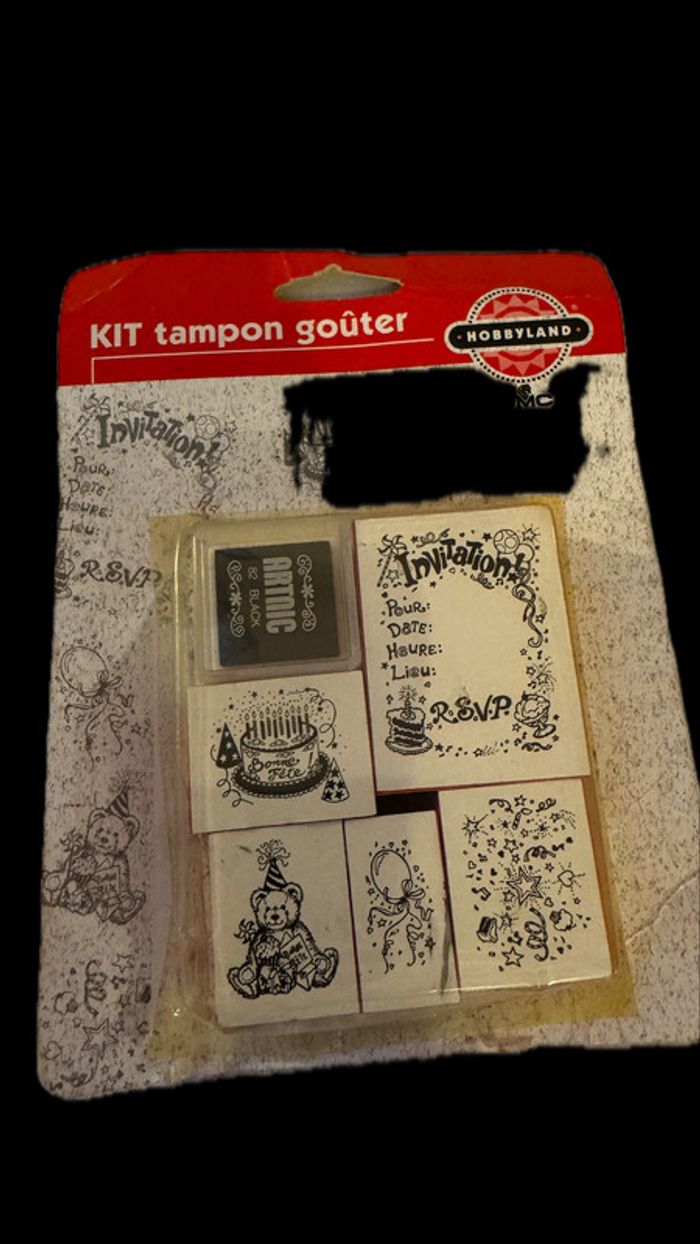 KIT tampon goûter
HOBBYLAND
MC
Invitation!
Pour:
Date:
Heure:
Lieu:
R.S.V.P.
ARTNIC
82 BLACK
Invitation!
Pour:
Date:
Heure:
Lieu:
R.S.V.P.
Bonne
Fête!